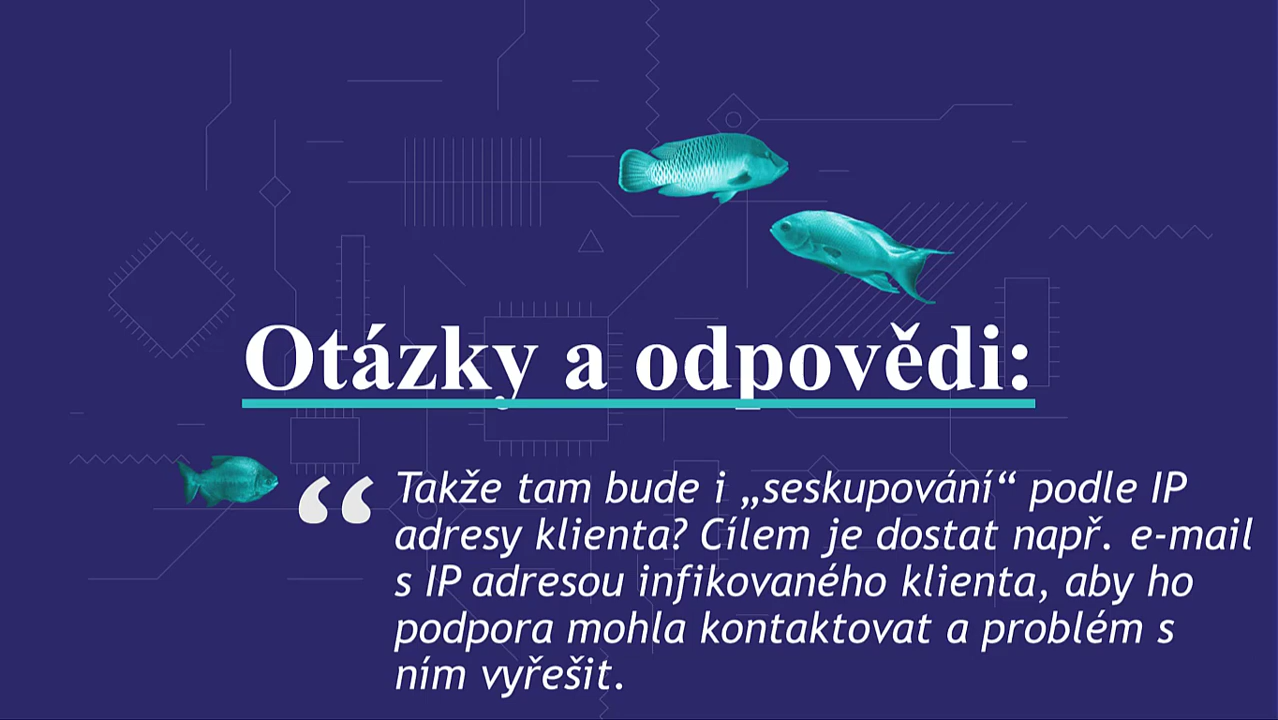 Otázky a odpovědi:
“ Takže tam bude i „seskupování“ podle IP
adresy klienta? Cílem je dostat např. e-mail
s IP adresou infikovaného klienta, aby ho
podpora mohla kontaktovat a problém s
ním vyřešit.